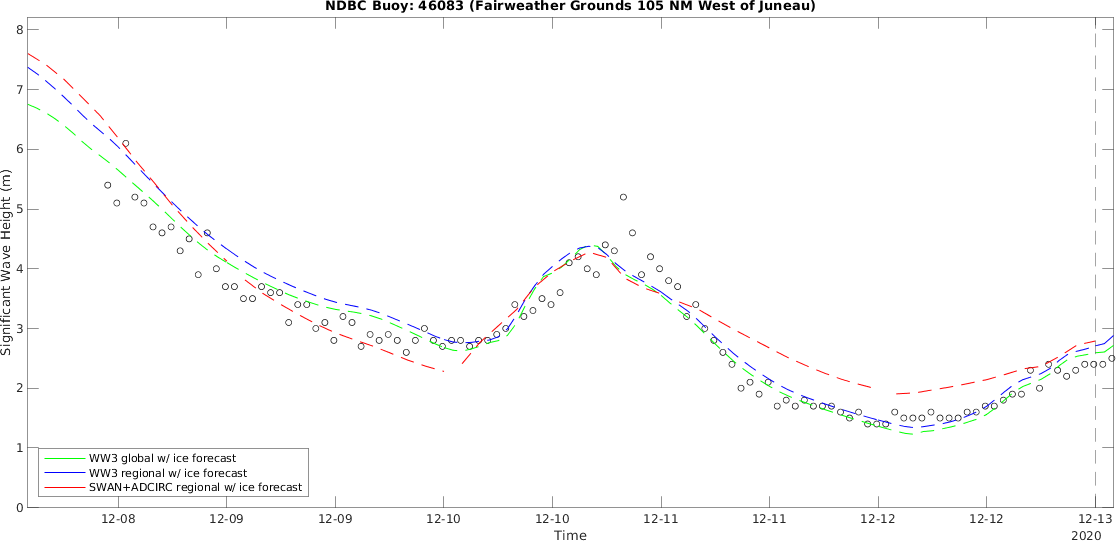 NDBC Buoy: 46083 (Fairweather Grounds 105 NM West of Juneau)
Significant Wave Height (m)
8
7
6
5
4
3
2
1
0
WW3 global w/ ice forecast
WW3 regional w/ ice forecast
SWAN+ADCIRC regional w/ ice forecast
12-08 12-09 12-09 12-10 12-10 12-11 12-11 12-12 12-12 12-13
Time 2020